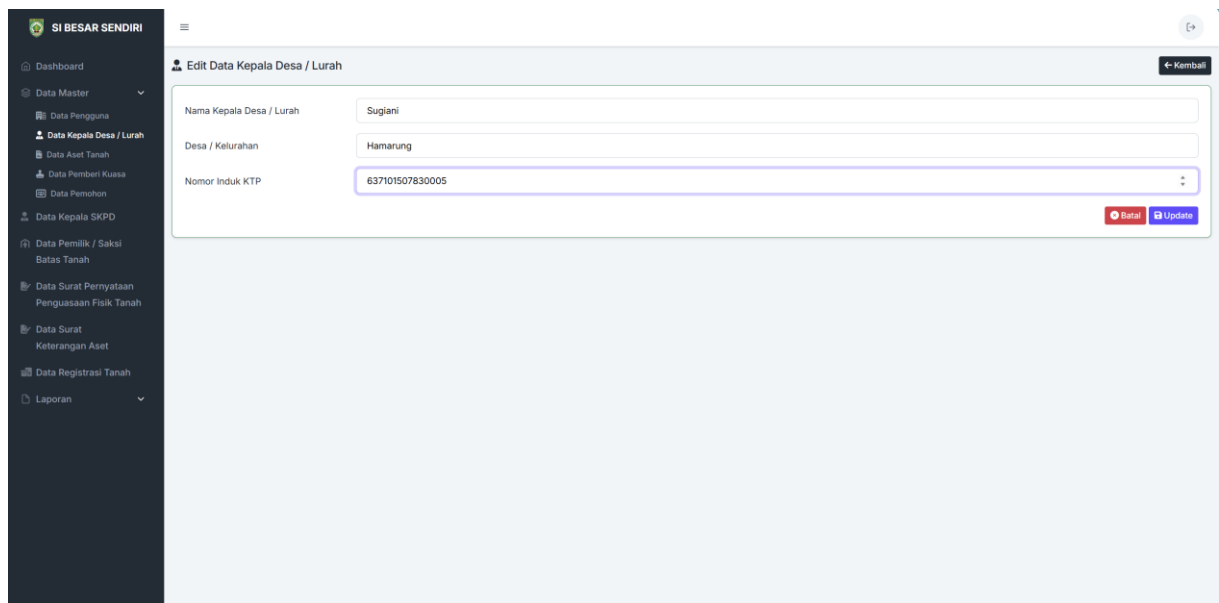 SI BESAR SENDIRI
Dashboard
Data Master
Data Pengguna
Data Kepala Desa / Lurah
Data Aset Tanah
Data Pemberi Kuasa
Data Pemohon
Data Kepala SKPD
Data Pemilik / Saksi
Batas Tanah
Data Surat Pernyataan
Penguasaan Fisik Tanah
Data Surat
Keterangan Aset
Data Registrasi Tanah
Laporan
Edit Data Kepala Desa / Lurah
Kembali
Nama Kepala Desa / Lurah
Sugiani
Desa / Kelurahan
Hamarung
Nomor Induk KTP
637101507830005
Batal
Update